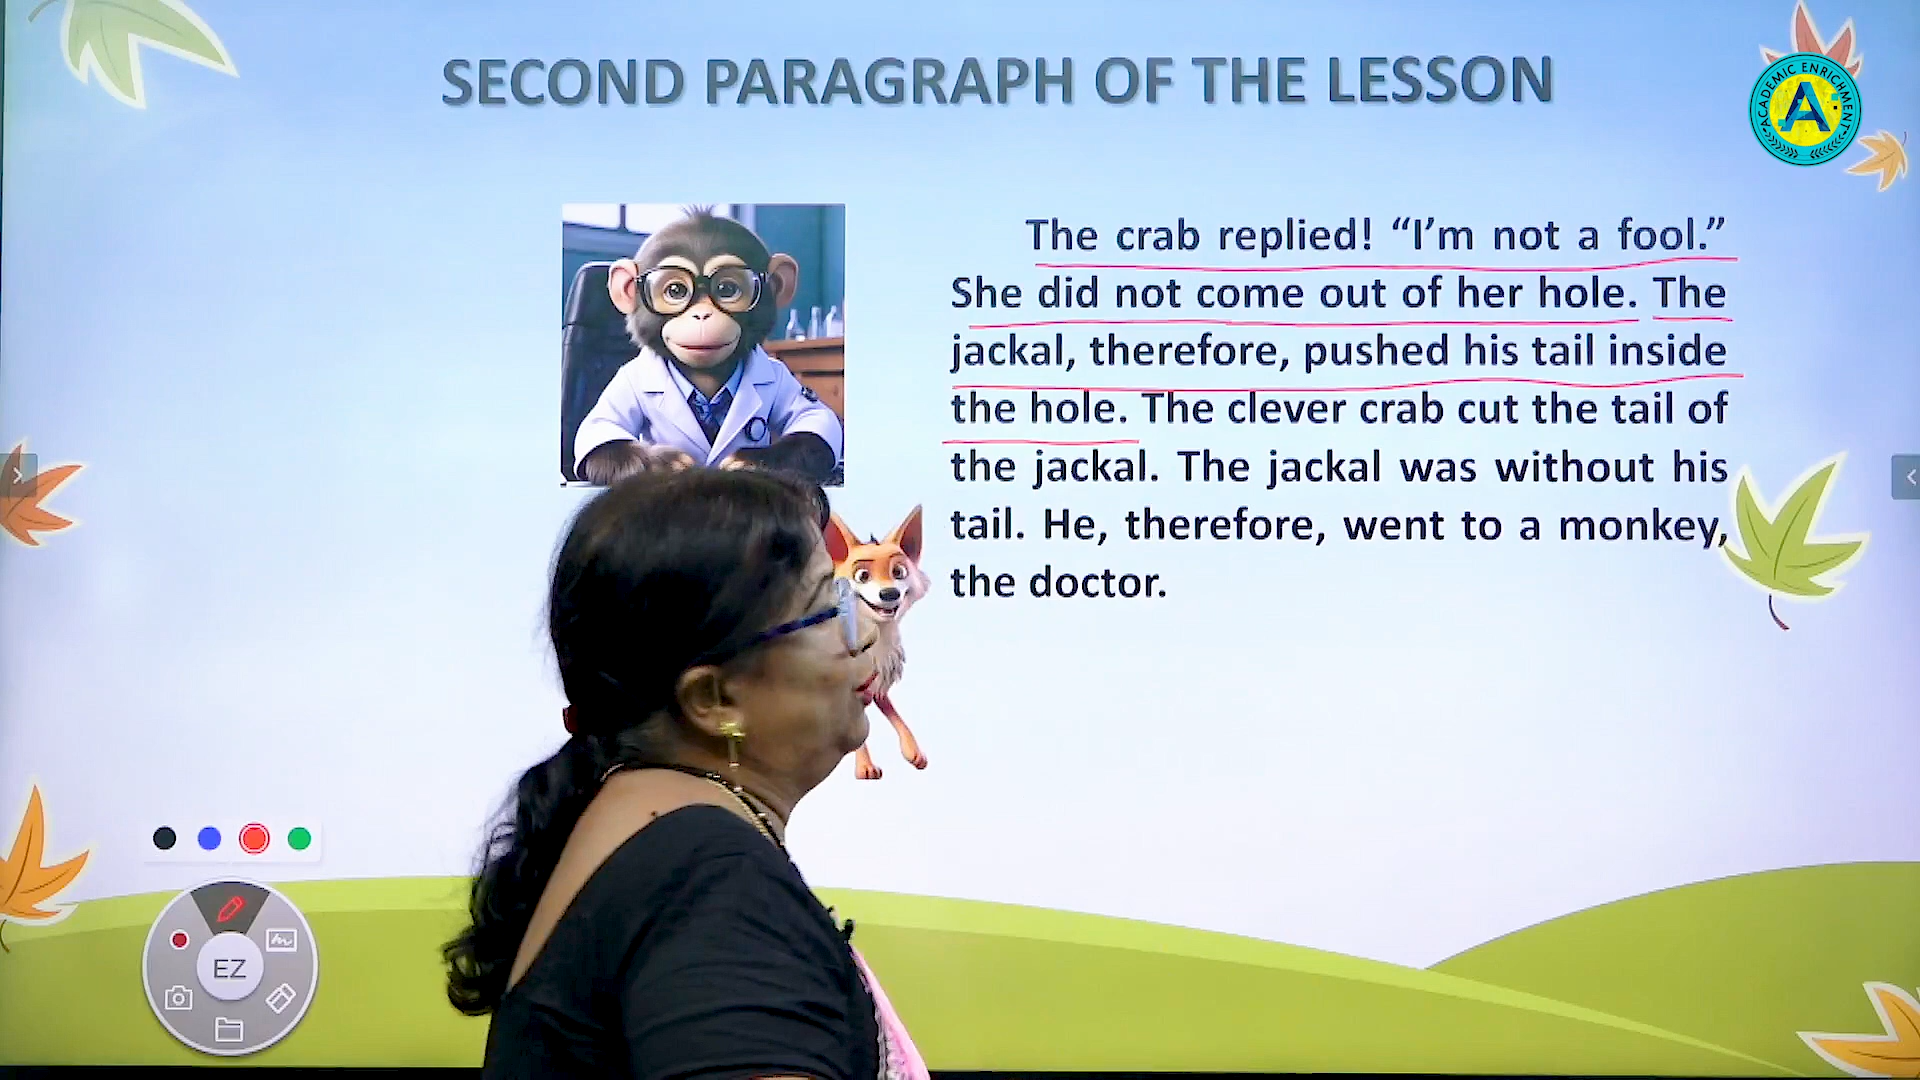 SECOND PARAGRAPH OF THE LESSON
ACADEMIC ENRICHMENT
A
The crab replied! “I’m not a fool.”
She did not come out of her hole. The
jackal, therefore, pushed his tail inside
the hole. The clever crab cut the tail of
the jackal. The jackal was without his
tail. He, therefore, went to a monkey,
the doctor.
EZ